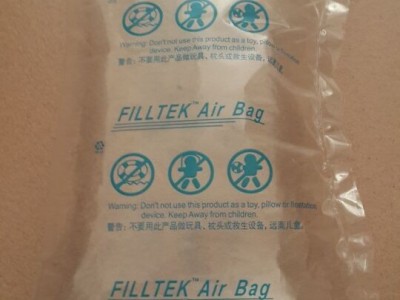 Warning: Don't not use this product as a toy, pillow or
device. Keep Away from children.
警告：不要用此产品做玩具、枕头或救生设备，远离儿童。
FILLTEK™ Air Bag
Warning: Don't not use this product as a toy, pillow or
device. Keep Away from children.
警告：不要用此产品做玩具、枕头或救生设备，远离儿童。
FILLTEK™ Air Bag